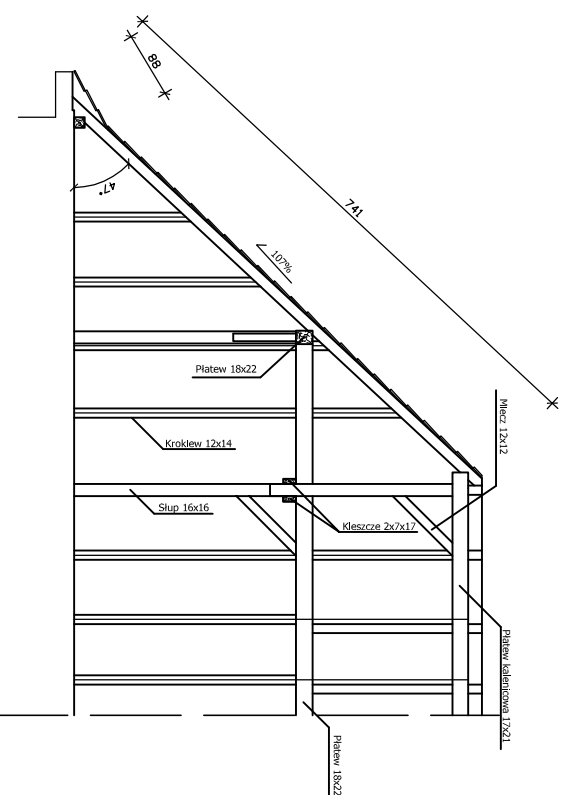 88
741
47°
107%
Płatew 18x22
Miecz 12x12
Krokiew 12x14
Słup 16x16
Kleszcze 2x7x17
Płatew kalenicowa 17x21
Płatew 18x22